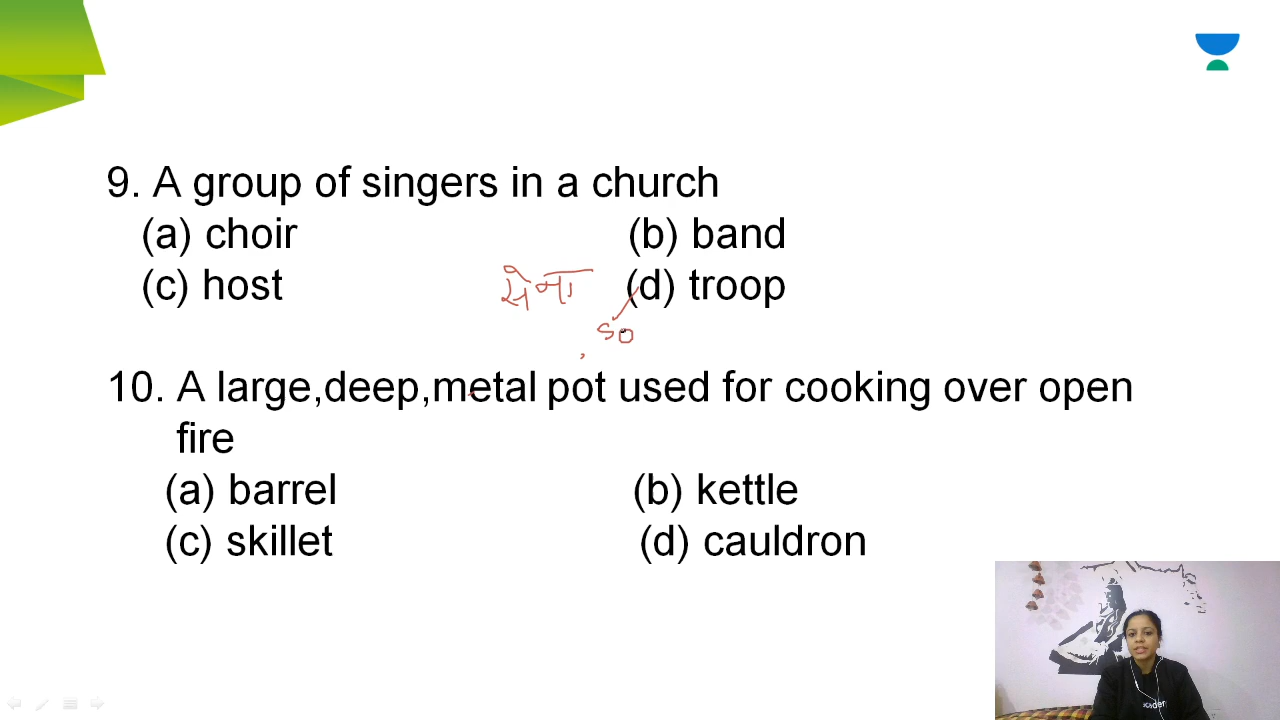 9. A group of singers in a church
(a) choir (b) band
(c) host सेना (d) troop
so
10. A large,deep,metal pot used for cooking over open
fire
(a) barrel (b) kettle
(c) skillet (d) cauldron